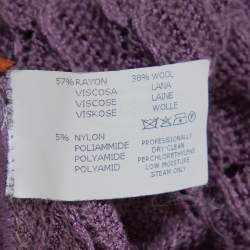 57% RAYON 38% WOOL
VISCOSA LANA
VISCOSE LAINE
VISKOSE WOLLE
5% NYLON PROFESSIONALLY
POLIAMMIDE DRY CLEAN
POLYAMIDE PERCHLORETHYLENE
POLYAMID LOW MOISTURE
STEAM ONLY